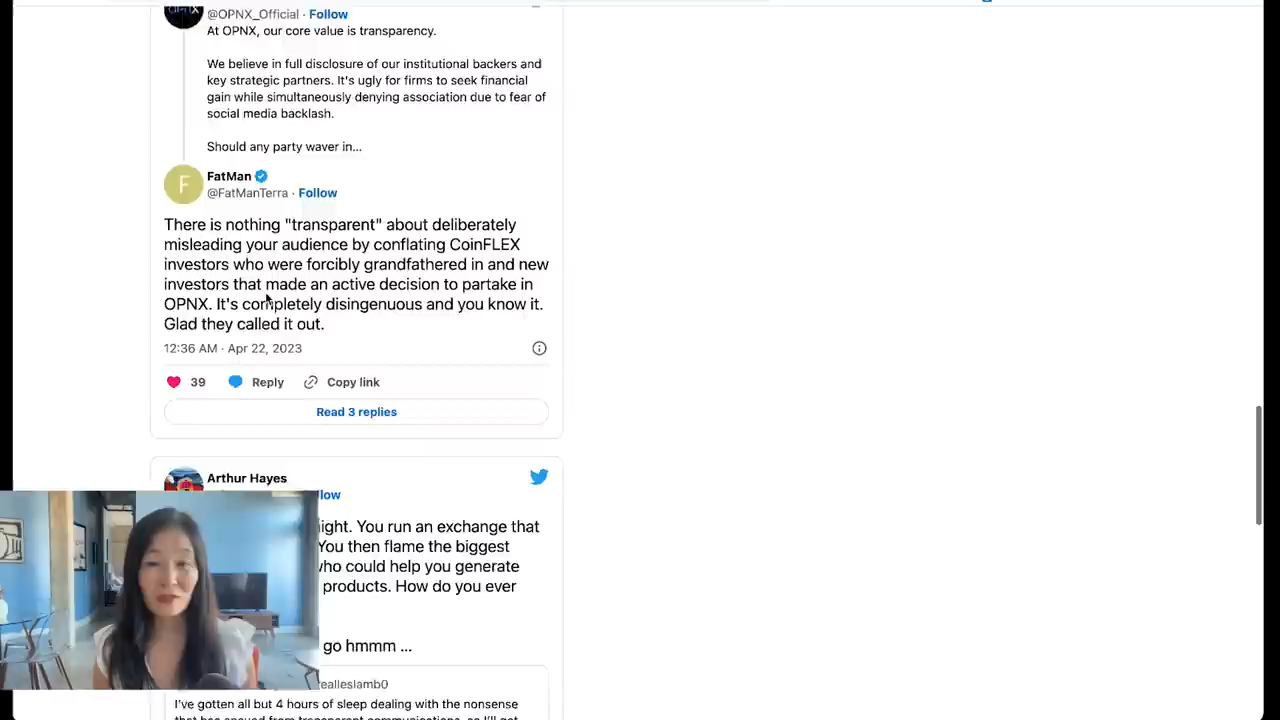 @OPNX_Official · Follow
At OPNX, our core value is transparency.
We believe in full disclosure of our institutional backers and
key strategic partners. It's ugly for firms to seek financial
gain while simultaneously denying association due to fear of
social media backlash.
Should any party waver in...
FatMan
@FatManTerra · Follow
There is nothing "transparent" about deliberately
misleading your audience by conflating CoinFLEX
investors who were forcibly grandfathered in and new
investors that made an active decision to partake in
OPNX. It's completely disingenuous and you know it.
Glad they called it out.
12:36 AM · Apr 22, 2023
39 Reply Copy link
Read 3 replies
Arthur Hayes
You run an exchange that
You then flame the biggest
who could help you generate
products. How do you ever
go hmmm ...
I've gotten all but 4 hours of sleep dealing with the nonsense